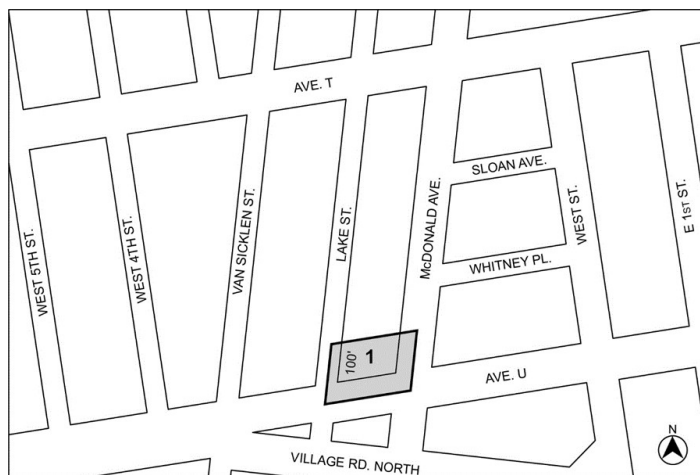 AVE. T
SLOAN AVE.
WEST 5TH ST.
WEST 4TH ST.
VAN SICKLEN ST.
LAKE ST.
McDONALD AVE.
WEST ST.
E 1ST ST.
WHITNEY PL.
100'
1
AVE. U
VILLAGE RD. NORTH
N